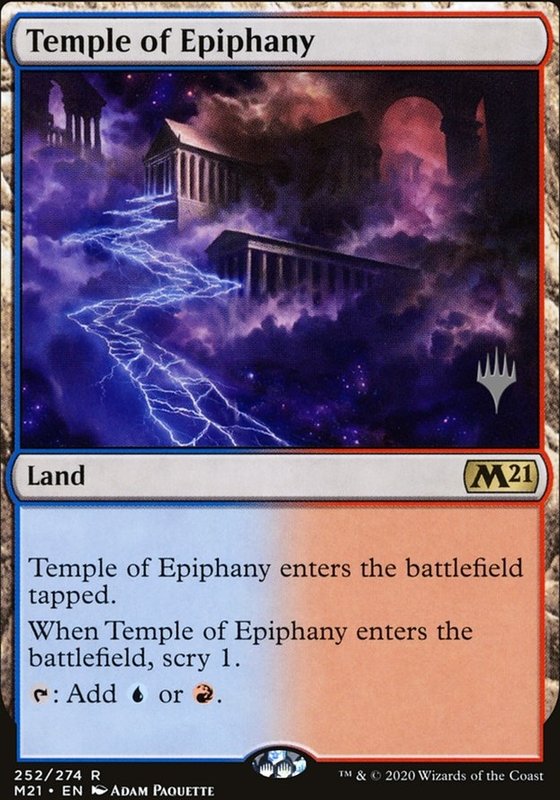 Temple of Epiphany
Land
M21
Temple of Epiphany enters the battlefield
tapped.
When Temple of Epiphany enters the
battlefield, scry 1.
: Add or .
252/274 R
M21 • EN Adam Paquette
™ & © 2020 Wizards of the Coast